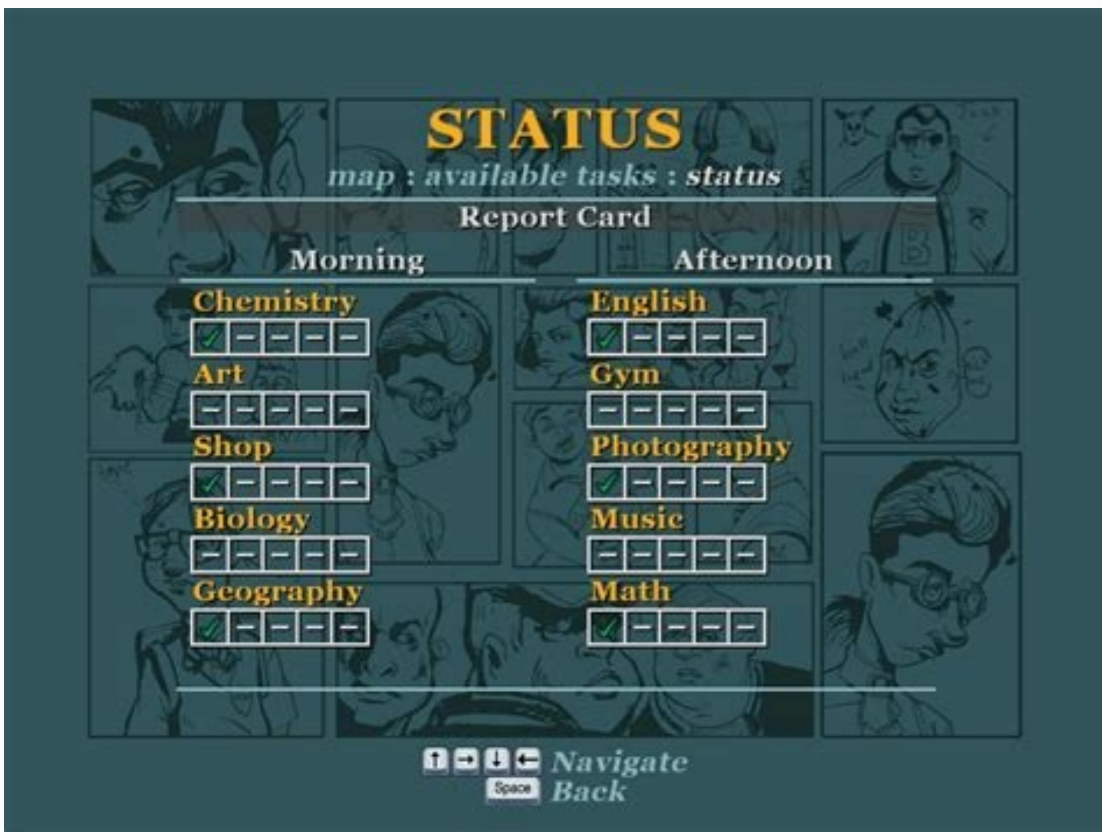 STATUS
map : available tasks : status
Report Card
Morning
Afternoon
Chemistry
English
Art
Gym
Shop
Photography
Biology
Music
Geography
Math
↑ → ↓ ← Navigate
Space Back
B